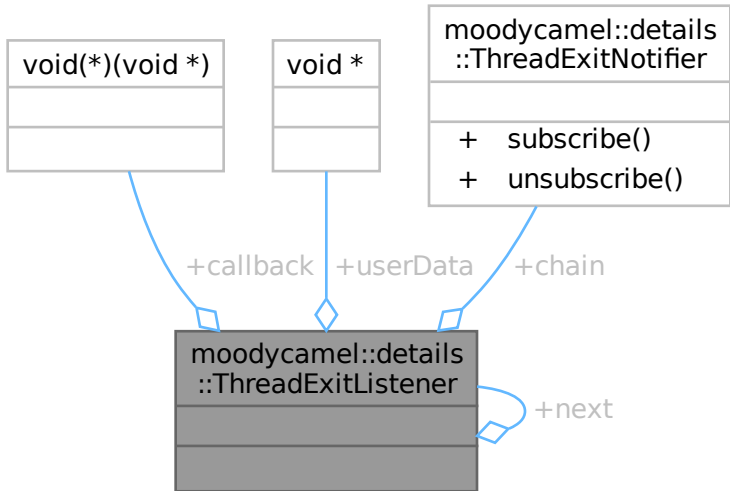 void(*)(void *)
void *
moodycamel::details
::ThreadExitNotifier
+ subscribe()
+ unsubscribe()
+callback
+userData
+chain
moodycamel::details
::ThreadExitListener
+next